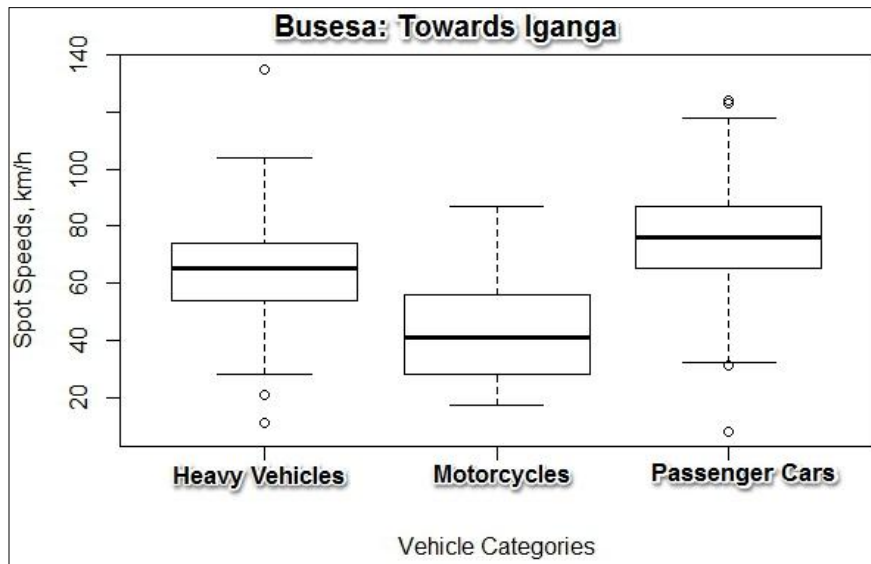 Busesa: Towards Iganga
Spot Speeds, km/h
140
100
80
60
40
20
Heavy Vehicles
Motorcycles
Passenger Cars
Vehicle Categories